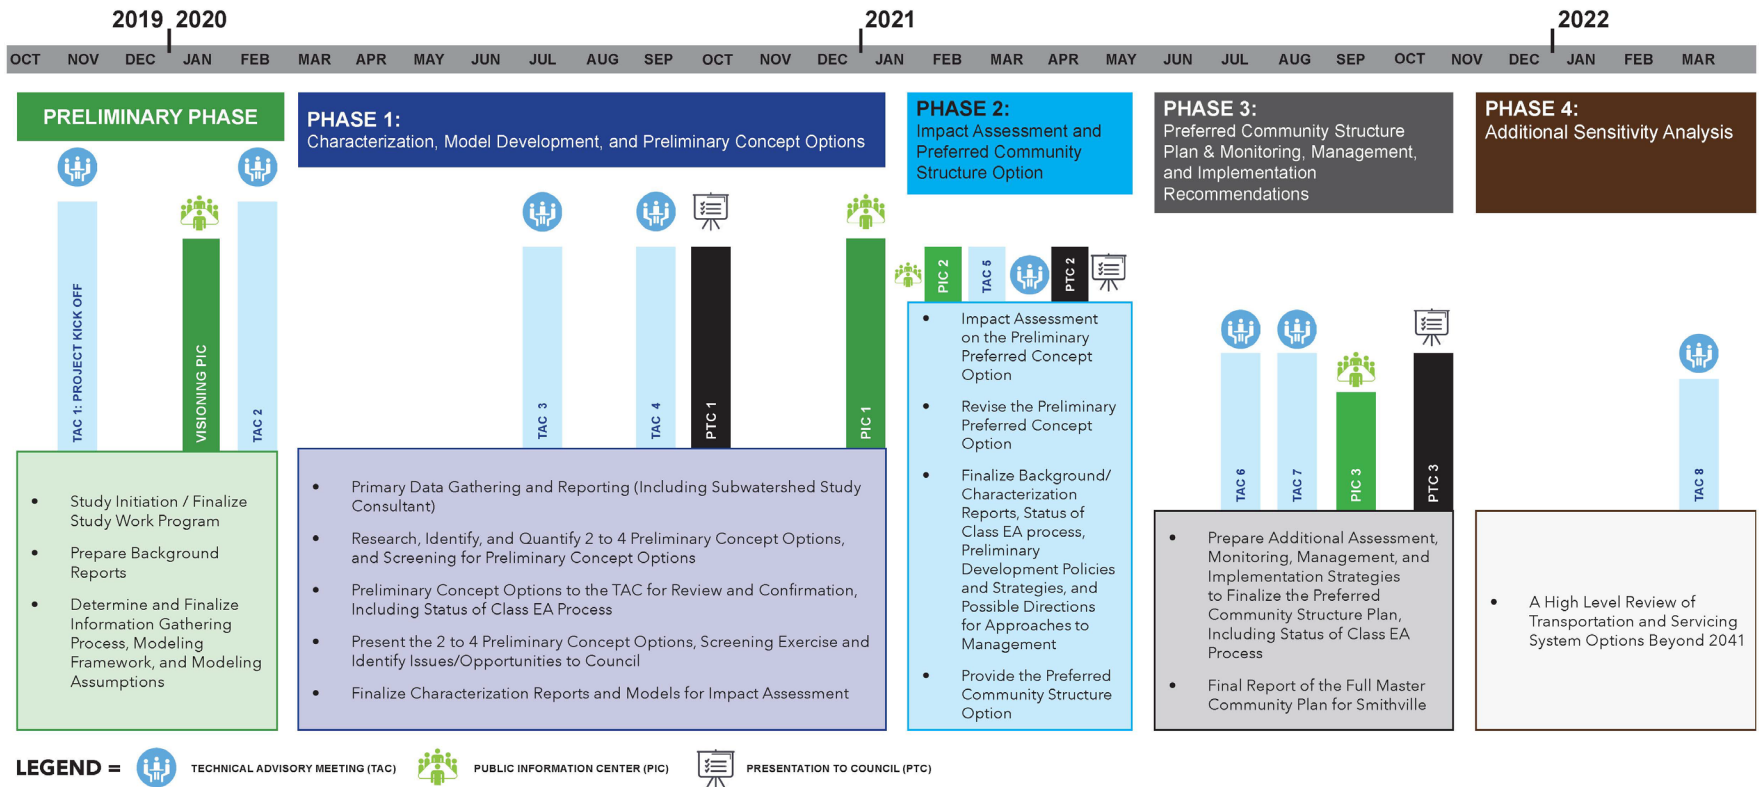 2019 2020
2021
2022
OCT NOV DEC JAN FEB MAR APR MAY JUN JUL AUG SEP OCT NOV DEC JAN FEB MAR APR MAY JUN JUL AUG SEP OCT NOV DEC JAN FEB MAR
PRELIMINARY PHASE
TAC 1: PROJECT KICK OFF
VISIONING PIC
TAC 2
• Study Initiation / Finalize
Study Work Program
• Prepare Background
Reports
• Determine and Finalize
Information Gathering
Process, Modeling
Framework, and Modeling
Assumptions
PHASE 1:
Characterization, Model Development, and Preliminary Concept Options
TAC 3
TAC 4
PTC 1
PIC 1
• Primary Data Gathering and Reporting (Including Subwatershed Study
Consultant)
• Research, Identify, and Quantify 2 to 4 Preliminary Concept Options,
and Screening for Preliminary Concept Options
• Preliminary Concept Options to the TAC for Review and Confirmation,
Including Status of Class EA Process
• Present the 2 to 4 Preliminary Concept Options, Screening Exercise and
Identify Issues/Opportunities to Council
• Finalize Characterization Reports and Models for Impact Assessment
PHASE 2:
Impact Assessment and
Preferred Community
Structure Option
PIC 2
TAC 5
PTC 2
• Impact Assessment
on the Preliminary
Preferred Concept
Option
• Revise the Preliminary
Preferred Concept
Option
• Finalize Background/
Characterization
Reports, Status of
Class EA process,
Preliminary
Development Policies
and Strategies, and
Possible Directions
for Approaches to
Management
• Provide the Preferred
Community Structure
Option
PHASE 3:
Preferred Community Structure
Plan & Monitoring, Management,
and Implementation
Recommendations
TAC 6
TAC 7
PIC 3
PTC 3
• Prepare Additional Assessment,
Monitoring, Management, and
Implementation Strategies
to Finalize the Preferred
Community Structure Plan,
Including Status of Class EA
Process
• Final Report of the Full Master
Community Plan for Smithville
PHASE 4:
Additional Sensitivity Analysis
TAC 8
• A High Level Review of
Transportation and Servicing
System Options Beyond 2041
LEGEND =
TECHNICAL ADVISORY MEETING (TAC)
PUBLIC INFORMATION CENTER (PIC)
PRESENTATION TO COUNCIL (PTC)